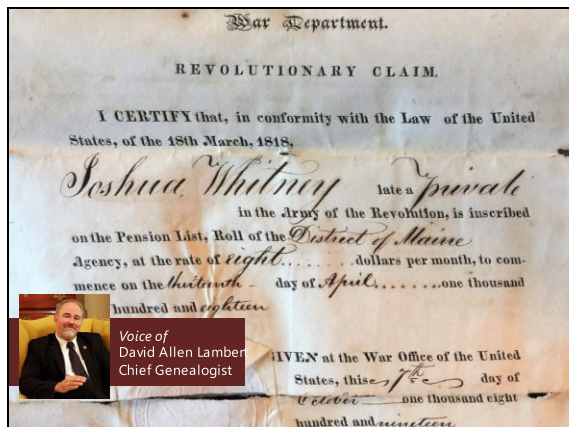 War Department.
REVOLUTIONARY CLAIM.
I CERTIFY that, in conformity with the Law of the United
States, of the 18th March, 1818,
Joshua Whitney late a Private
in the Army of the Revolution, is inscribed
on the Pension List, Roll of the District of Maine
Agency, at the rate of eight....... dollars per month, to com-
mence on the thirteenth day of April......... one thousand
hundred and eighteen
Voice of
David Allen Lambert
Chief Genealogist
GIVEN at the War Office of the United
States, this 7th day of
October one thousand eight
hundred and nineteen